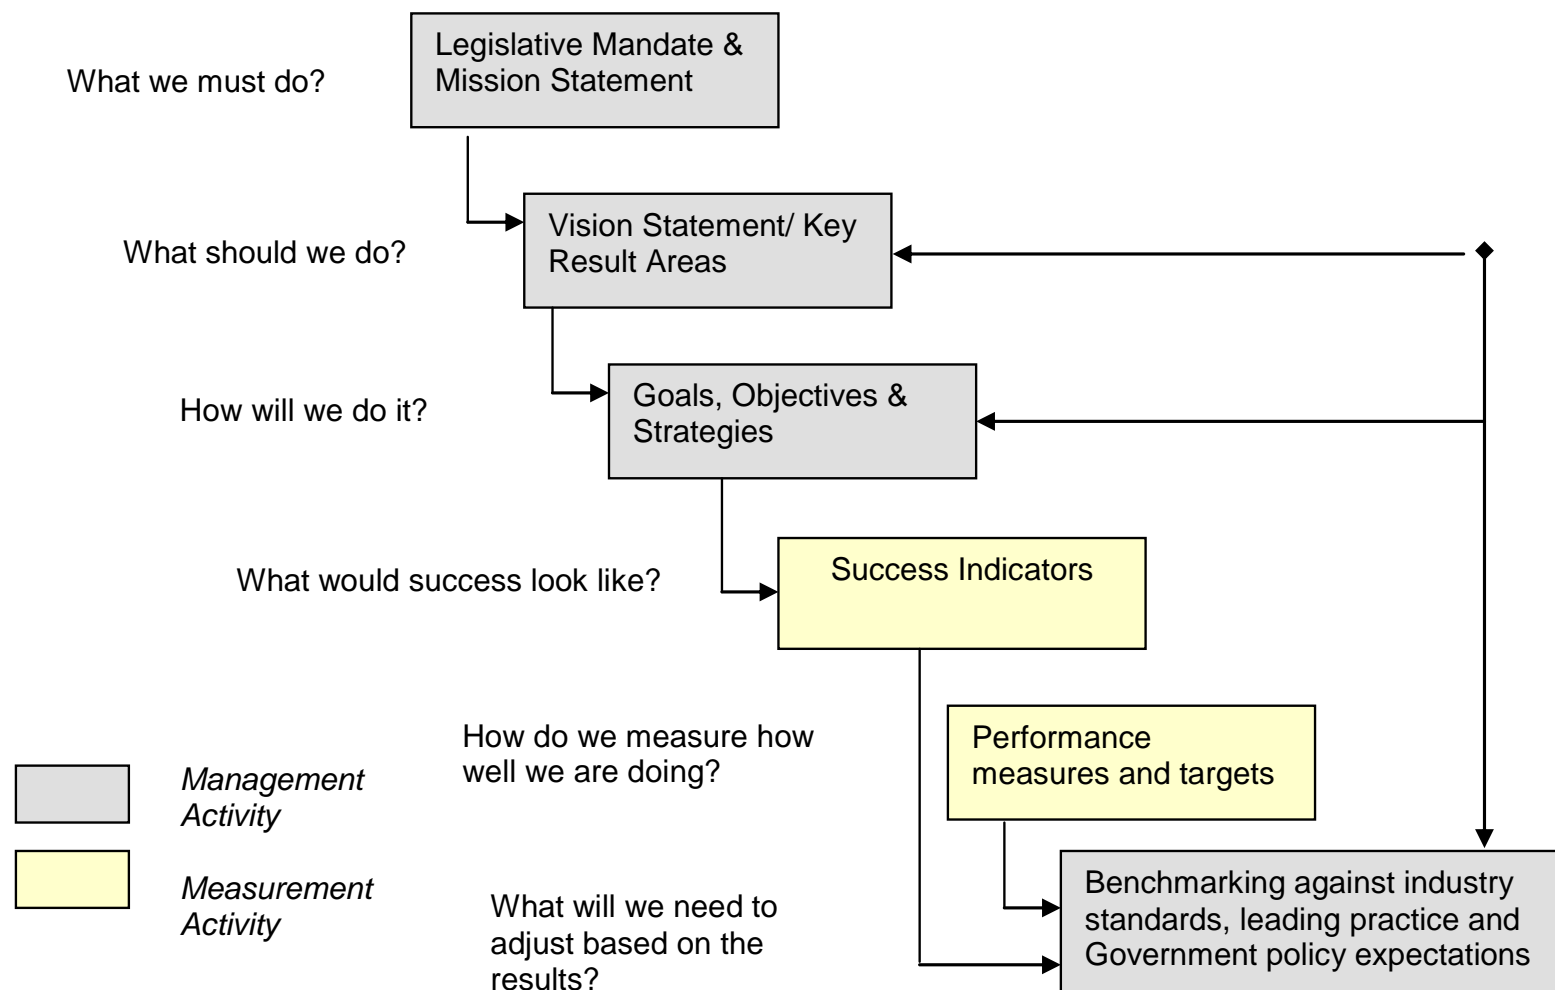 Legislative Mandate &
Mission Statement
What we must do?
Vision Statement/ Key
Result Areas
What should we do?
Goals, Objectives &
Strategies
How will we do it?
Success Indicators
What would success look like?
How do we measure how
well we are doing?
Performance
measures and targets
Management
Activity
Measurement
Activity
What will we need to
adjust based on the
results?
Benchmarking against industry
standards, leading practice and
Government policy expectations